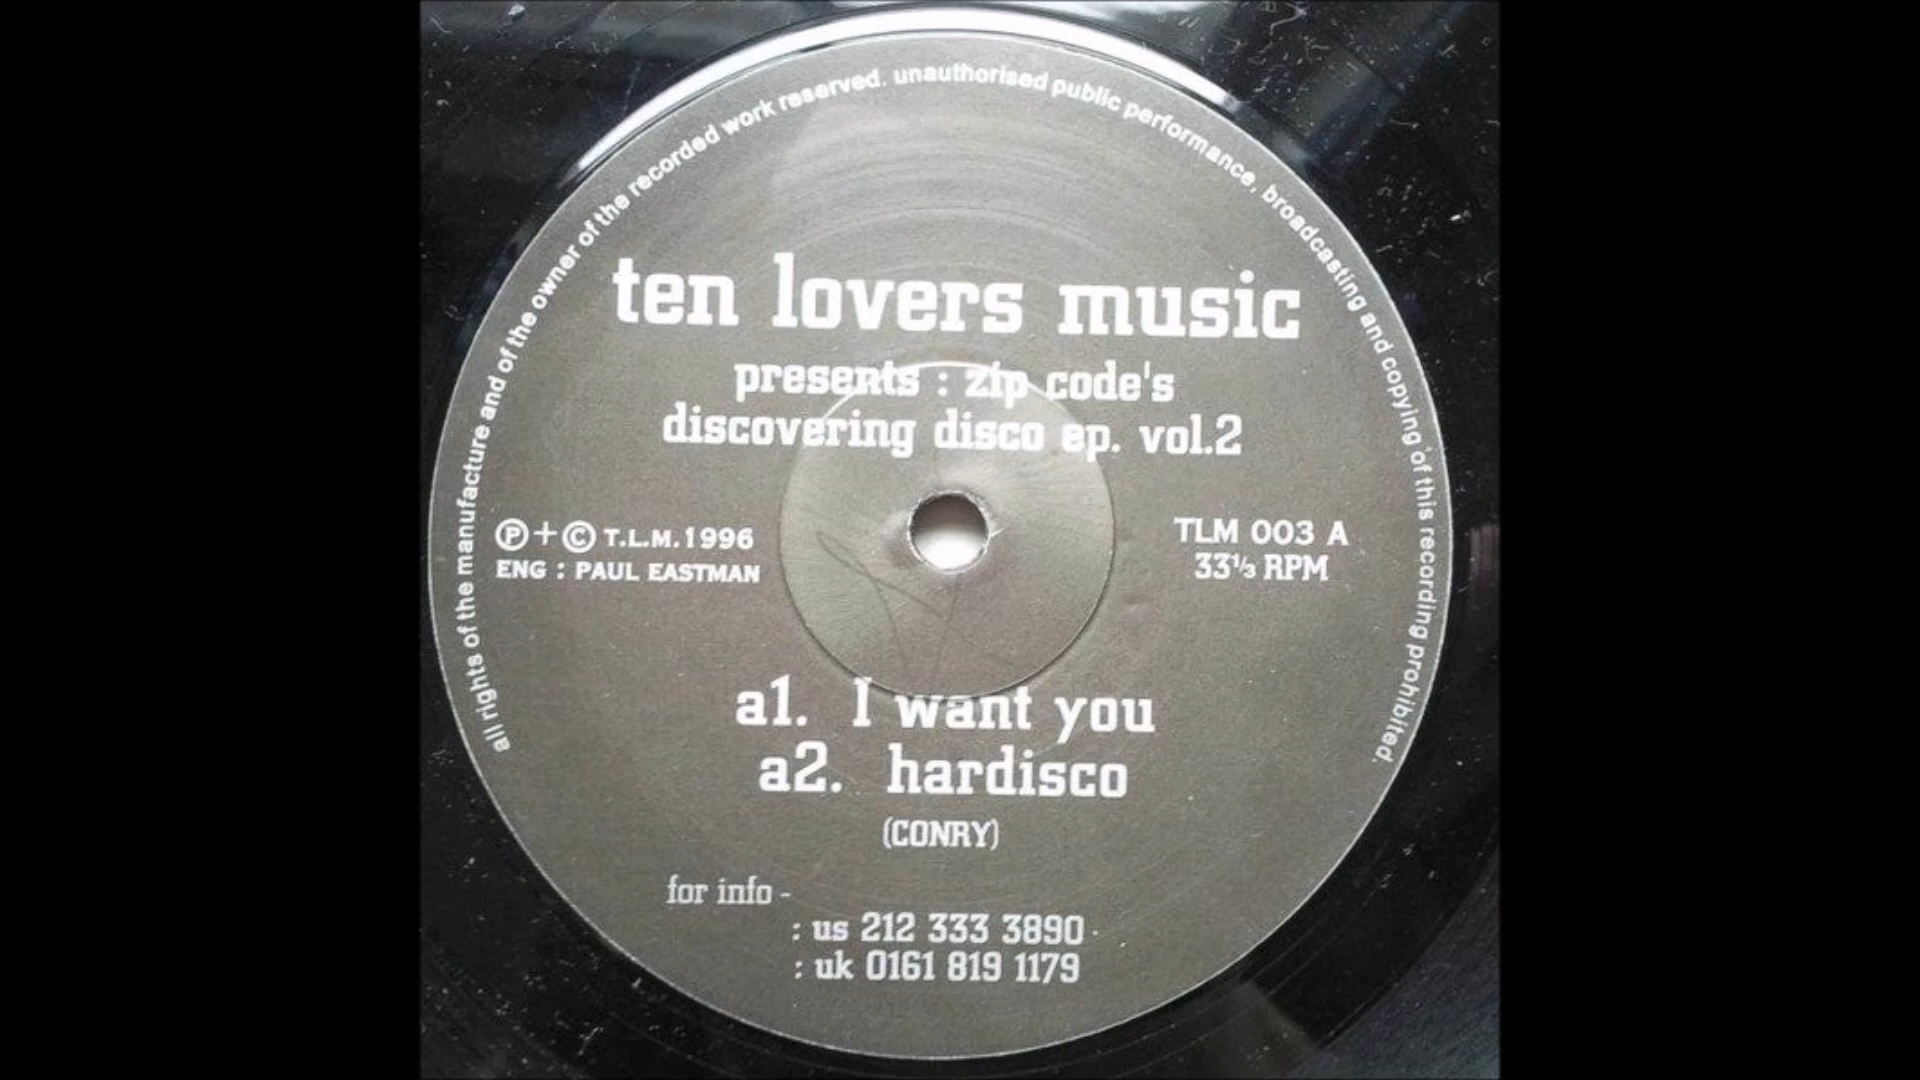 all rights of the manufacture and of the owner of the recorded work reserved. unauthorised public performance, broadcasting and copying of this recording prohibited.
ten lovers music
presents : zip code's
discovering disco ep. vol.2
Ⓟ+© T.L.M.1996
ENG : PAUL EASTMAN
TLM 003 A
33⅓ RPM
a1. I want you
a2. hardisco
(CONRY)
for info -
: us 212 333 3890
: uk 0161 819 1179